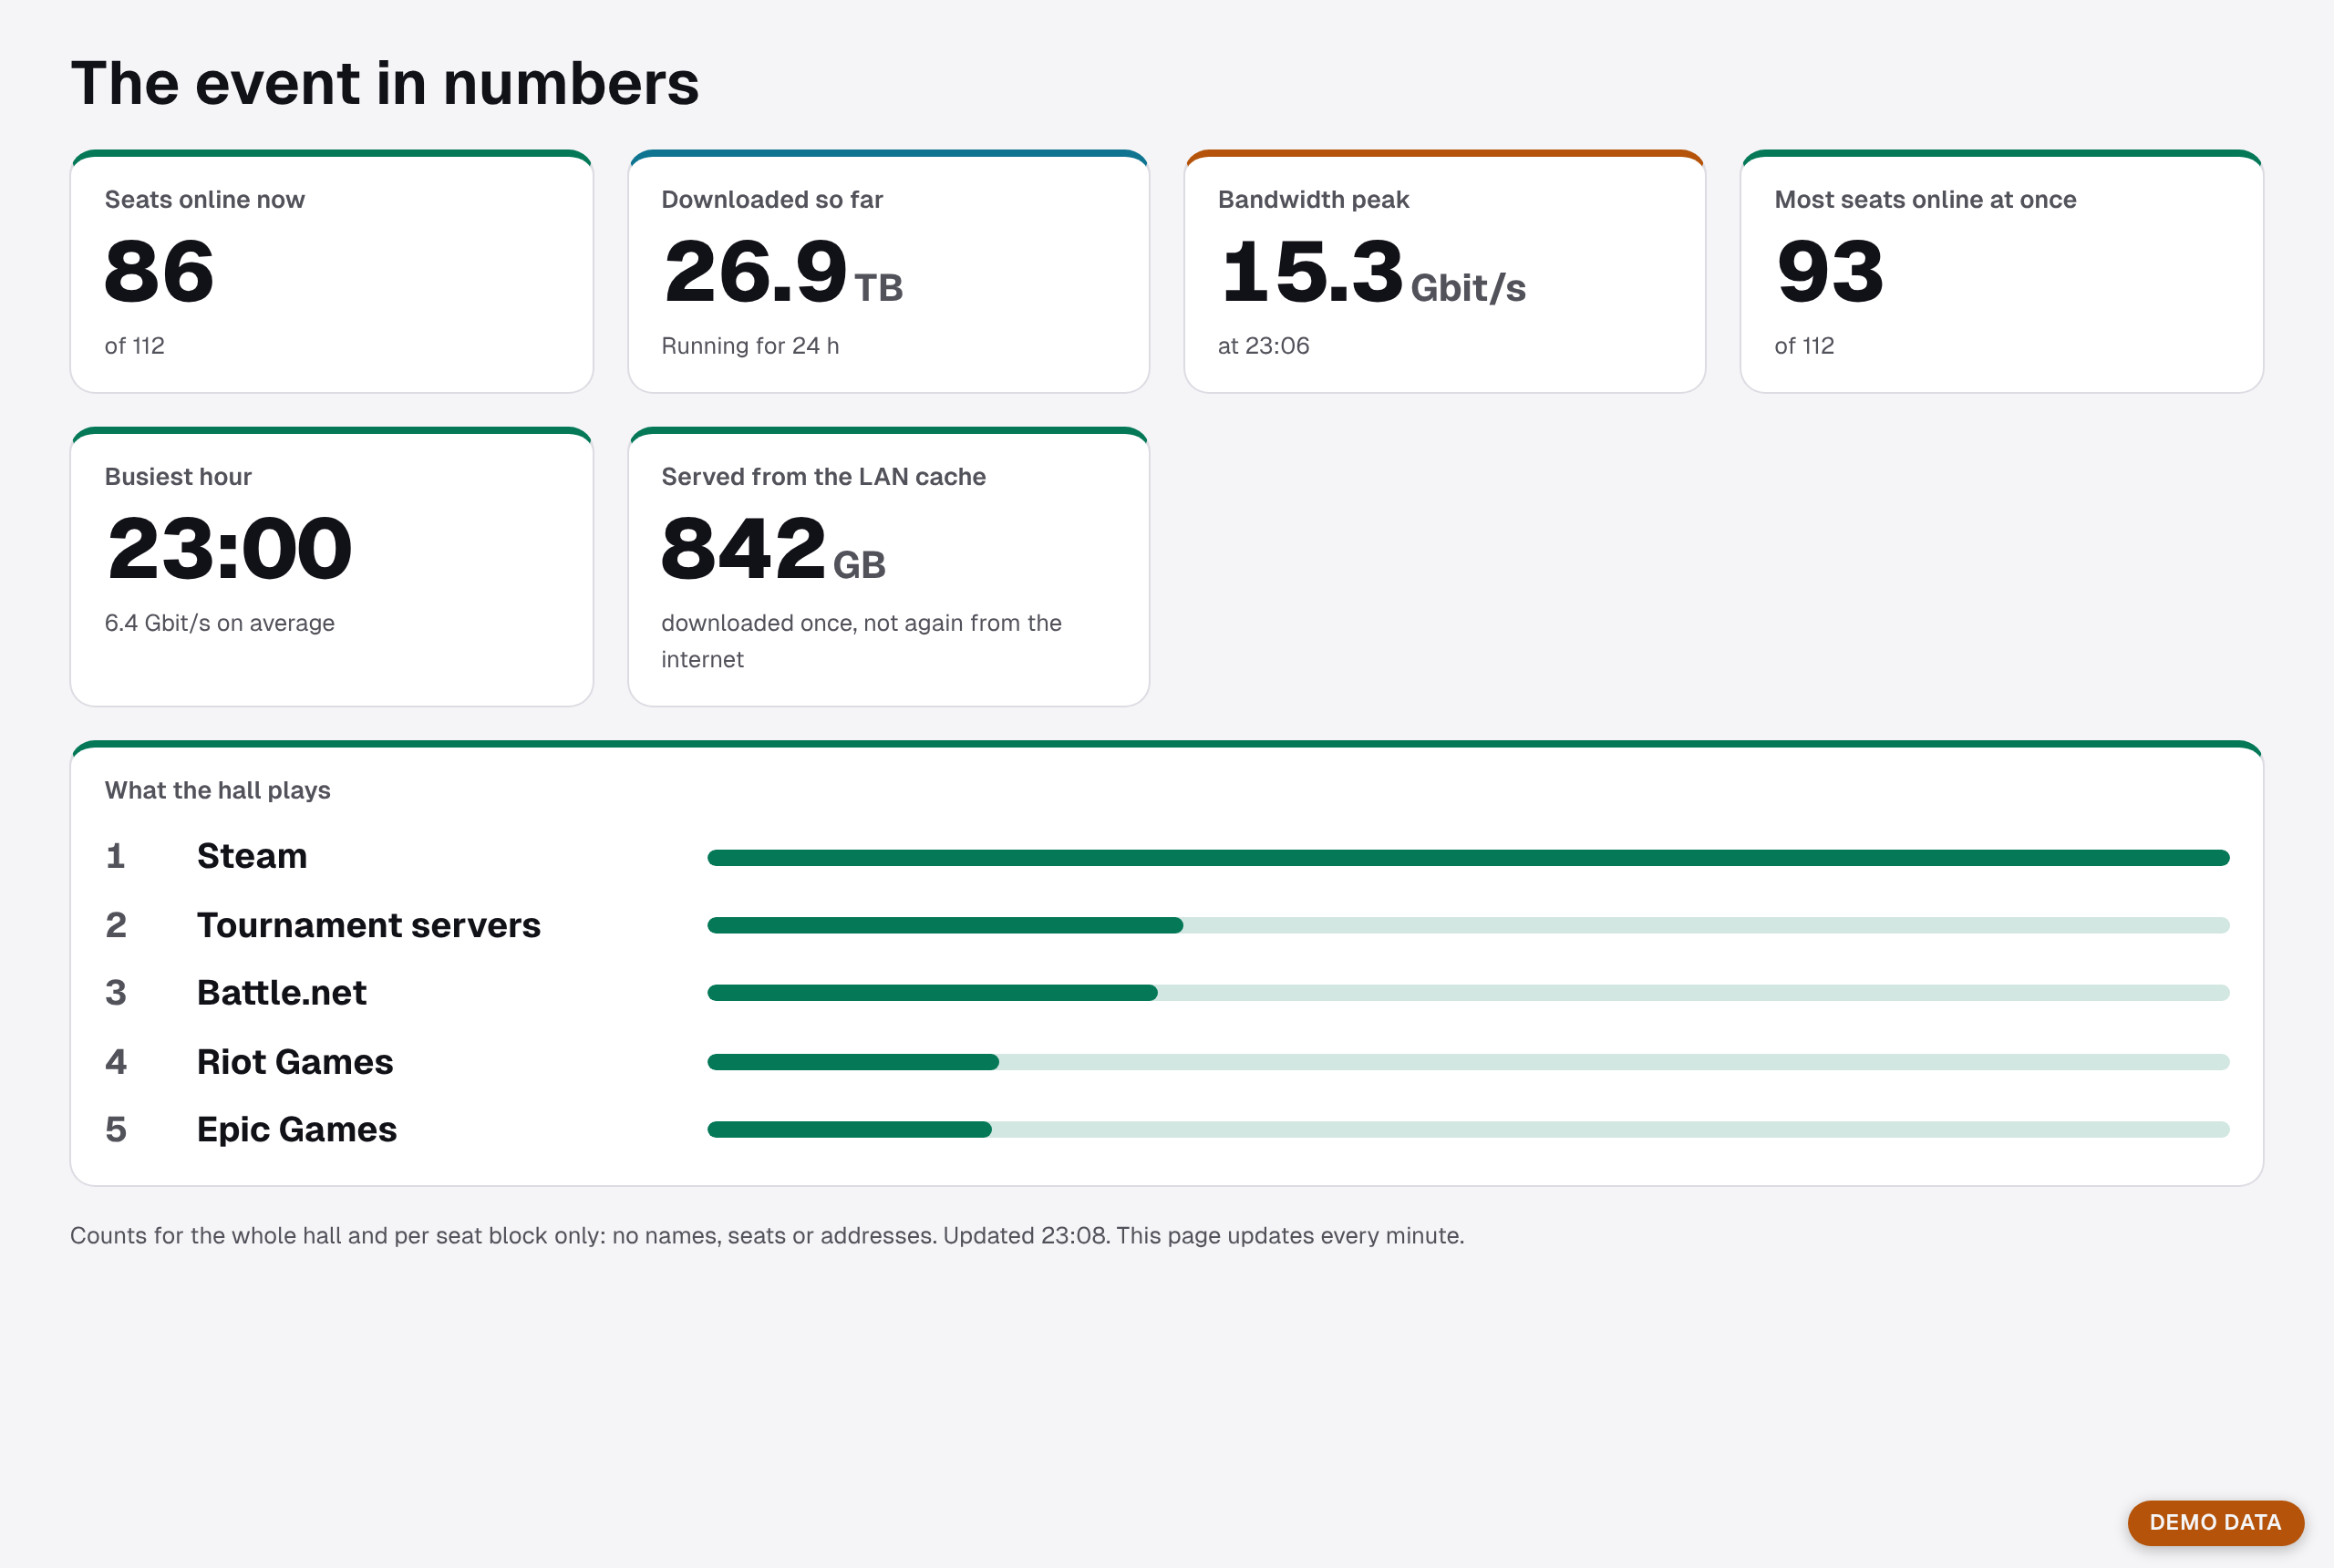 The event in numbers
Seats online now
86
of 112
Downloaded so far
26.9 TB
Running for 24 h
Bandwidth peak
15.3 Gbit/s
at 23:06
Most seats online at once
93
of 112
Busiest hour
23:00
6.4 Gbit/s on average
Served from the LAN cache
842 GB
downloaded once, not again from the
internet
What the hall plays
1 Steam
2 Tournament servers
3 Battle.net
4 Riot Games
5 Epic Games
Counts for the whole hall and per seat block only: no names, seats or addresses. Updated 23:08. This page updates every minute.
DEMO DATA